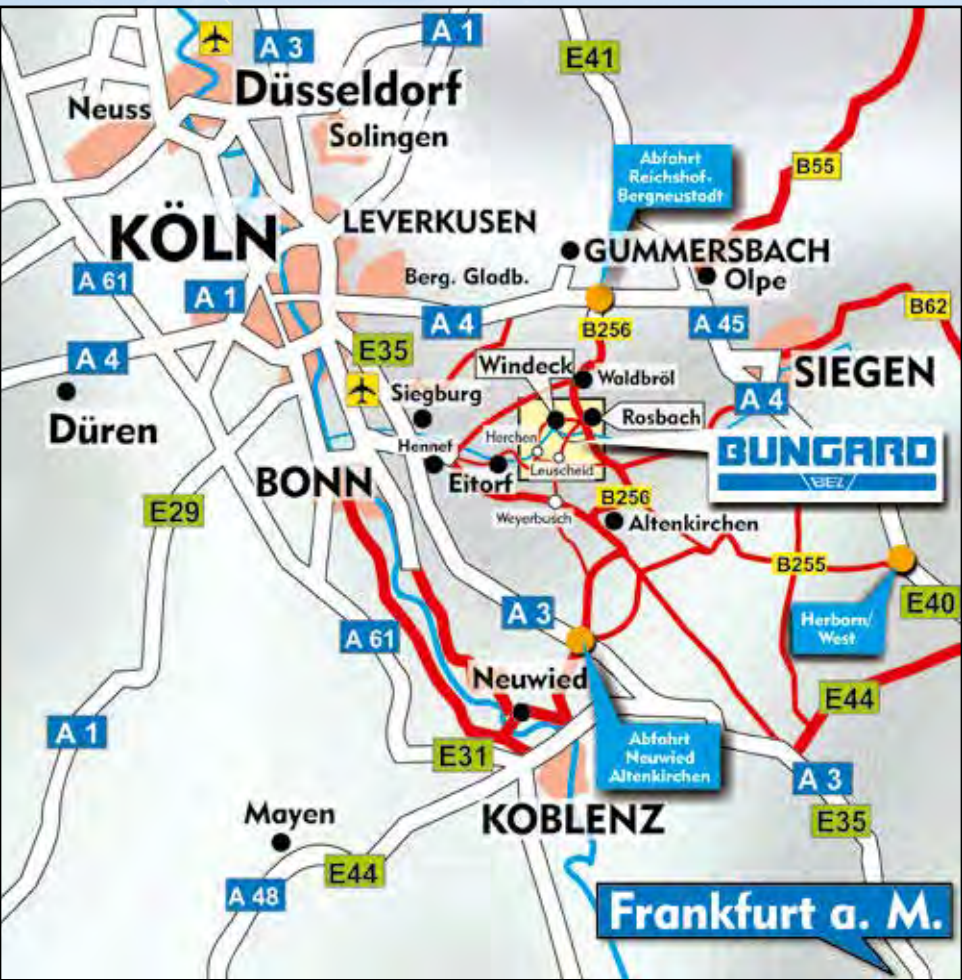 A 3
A 1
E41
Düsseldorf
Neuss
Solingen
Abfahrt
Reichshof-
Bergneustadt
B55
KÖLN
LEVERKUSEN
GUMMERSBACH
Olpe
A 61
A 1
Berg. Gladb.
A 4
B256
A 45
B62
A 4
E35
Windeck
Waldbröl
SIEGEN
Düren
Siegburg
A 4
Rosbach
Herchen
Hennef
Leuscheid
BUNGARD
BEZ
BONN
Eitorf
B256
E29
Weyerbusch
Altenkirchen
B255
A 3
E40
Herborn/
West
A 61
Neuwied
E44
A 1
E31
Abfahrt
Neuwied
Altenkirchen
A 3
Mayen
KOBLENZ
E35
E44
A 48
Frankfurt a. M.